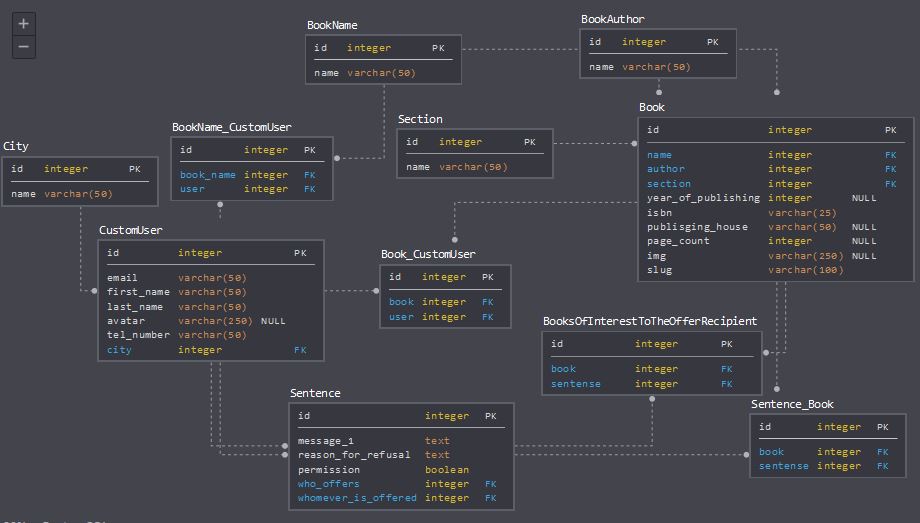 +
−
BookName
id integer PK
name varchar(50)
BookAuthor
id integer PK
name varchar(50)
Book
id integer PK
name integer FK
author integer FK
section integer FK
year_of_publishing integer NULL
isbn varchar(25)
publisging_house varchar(50) NULL
page_count integer NULL
img varchar(250) NULL
slug varchar(100)
Section
id integer PK
name varchar(50)
BookName_CustomUser
id integer PK
book_name integer FK
user integer FK
City
id integer PK
name varchar(50)
CustomUser
id integer PK
email varchar(50)
first_name varchar(50)
last_name varchar(50)
avatar varchar(250) NULL
tel_number varchar(50)
city integer FK
Book_CustomUser
id integer PK
book integer FK
user integer FK
BooksOfInterestToTheOfferRecipient
id integer PK
book integer FK
sentense integer FK
Sentence
id integer PK
message_1 text
reason_for_refusal text
permission boolean
who_offers integer FK
whomever_is_offered integer FK
Sentence_Book
id integer PK
book integer FK
sentense integer FK